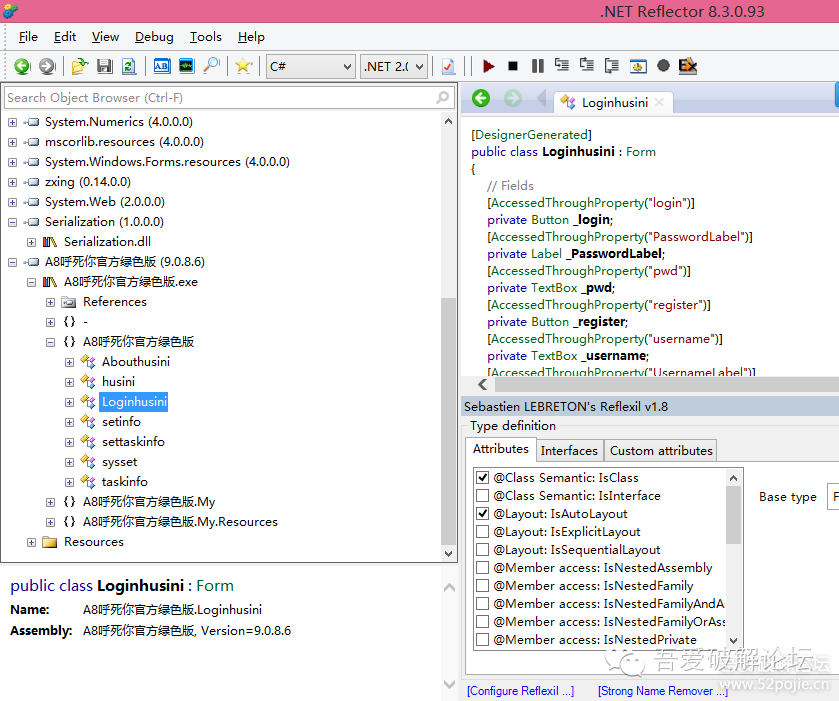 .NET Reflector 8.3.0.93
File Edit View Debug Tools Help
C# .NET 2.0
Search Object Browser (Ctrl-F)
System.Numerics (4.0.0.0)
mscorlib.resources (4.0.0.0)
System.Windows.Forms.resources (4.0.0.0)
zxing (0.14.0.0)
System.Web (2.0.0.0)
Serialization (1.0.0.0)
Serialization.dll
A8呼死你官方绿色版 (9.0.8.6)
A8呼死你官方绿色版.exe
References
{} -
{} A8呼死你官方绿色版
Abouthusini
husini
Loginhusini
setinfo
settaskinfo
sysset
taskinfo
{} A8呼死你官方绿色版.My
{} A8呼死你官方绿色版.My.Resources
Resources
public class Loginhusini : Form
Name: A8呼死你官方绿色版.Loginhusini
Assembly: A8呼死你官方绿色版, Version=9.0.8.6
Loginhusini
[DesignerGenerated]
public class Loginhusini : Form
{
// Fields
[AccessedThroughProperty("login")]
private Button _login;
[AccessedThroughProperty("PasswordLabel")]
private Label _PasswordLabel;
[AccessedThroughProperty("pwd")]
private TextBox _pwd;
[AccessedThroughProperty("register")]
private Button _register;
[AccessedThroughProperty("username")]
private TextBox _username;
[AccessedThroughProperty("UsernameLabel")]
Sebastien LEBRETON's Reflexil v1.8
Type definition
Attributes Interfaces Custom attributes
@Class Semantic: IsClass
@Class Semantic: IsInterface
@Layout: IsAutoLayout
@Layout: IsExplicitLayout
@Layout: IsSequentialLayout
@Member access: IsNestedAssembly
@Member access: IsNestedFamily
@Member access: IsNestedFamilyAndA
@Member access: IsNestedFamilyOrAss
@Member access: IsNestedPrivate
Base type F
[Configure Reflexil ...] [Strong Name Remover ...]
吾爱破解论坛
www.52pojie.cn